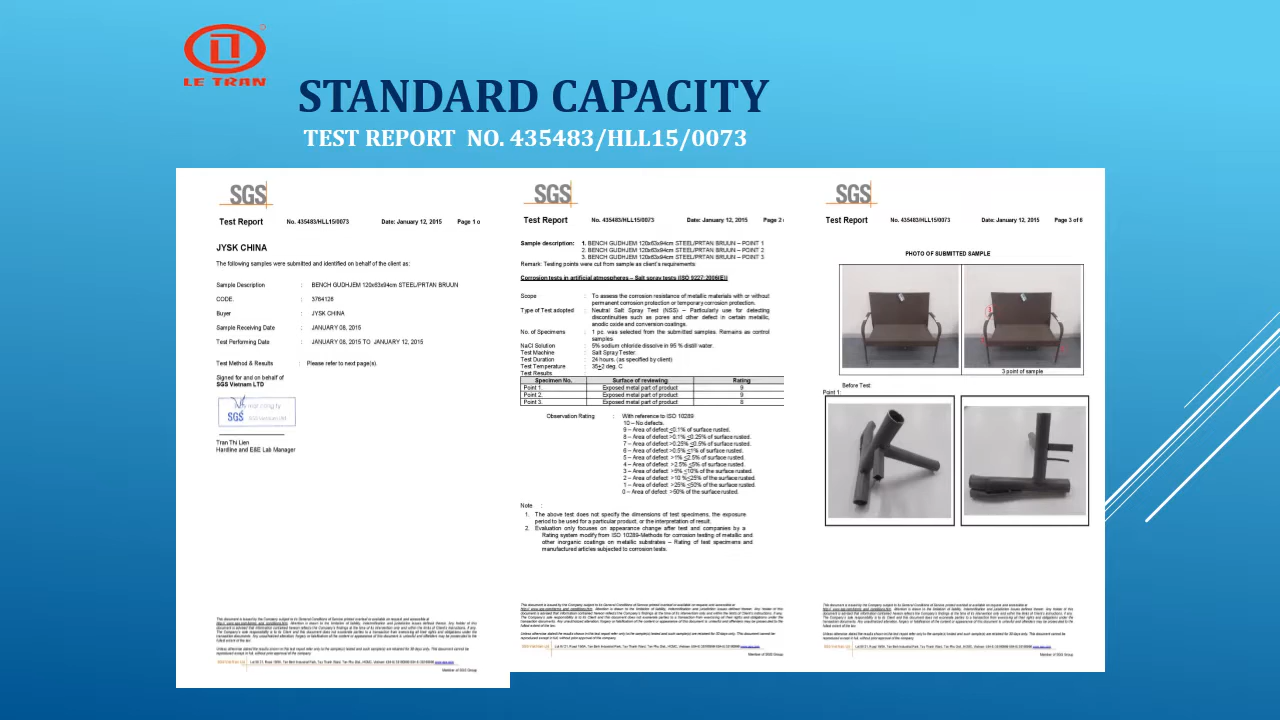 LE TRAN
STANDARD CAPACITY
TEST REPORT NO. 435483/HLL15/0073
SGS
Test Report No. 435483/HLL15/0073 Date: January 12, 2015 Page 1 o
JYSK CHINA
The following samples were submitted and identified on behalf of the client as:
Sample Description : BENCH GUDHJEM 120x63x94cm STEEL/PRTAN BRUUN
CODE. : 3764126
Buyer : JYSK CHINA
Sample Receiving Date : JANUARY 08, 2015
Test Performing Date : JANUARY 08, 2015 TO JANUARY 12, 2015
Test Method & Results : Please refer to next page(s).
Signed for and on behalf of
SGS Vietnam LTD
SGS
Tran Thi Lien
Hardline and E&E Lab Manager
Member of SGS Group
SGS
Test Report No. 435483/HLL15/0073 Date: January 12, 2015 Page 2
Sample description: 1. BENCH GUDHJEM 120x63x94cm STEEL/PRTAN BRUUN – POINT 1
2. BENCH GUDHJEM 120x63x94cm STEEL/PRTAN BRUUN – POINT 2
3. BENCH GUDHJEM 120x63x94cm STEEL/PRTAN BRUUN – POINT 3
Remark: Testing points were cut from sample as client's requirements
Corrosion tests in artificial atmospheres – Salt spray tests (ISO 9227:2006(E))
Scope : To assess the corrosion resistance of metallic materials with or without
permanent corrosion protection or temporary corrosion protection.
Type of Test adopted : Neutral Salt Spray Test (NSS) – Particularly use for detecting
discontinuities such as pores and other defect in certain metallic,
anodic oxide and conversion coatings.
No. of Specimens : 1 pc. was selected from the submitted samples. Remains as control
samples
NaCl Solution : 5% sodium chloride dissolve in 95 % distill water.
Test Machine : Salt Spray Tester
Test Duration : 24 hours. (as specified by client)
Test Temperature : 35+2 deg. C
Test Results :
Specimen No. Surface of reviewing Rating
Point 1. Exposed metal part of product 9
Point 2. Exposed metal part of product 9
Point 3. Exposed metal part of product 8
Observation Rating : With reference to ISO 10289
10 – No defects.
9 – Area of defect ≤0.1% of surface rusted.
8 – Area of defect >0.1% ≤0.25% of surface rusted.
7 – Area of defect >0.25% ≤0.5% of surface rusted.
6 – Area of defect >0.5% ≤1% of surface rusted.
5 – Area of defect >1% ≤2.5% of surface rusted.
4 – Area of defect >2.5% ≤5% of surface rusted.
3 – Area of defect >5% ≤10% of the surface rusted.
2 – Area of defect >10 %≤25% of the surface rusted.
1 – Area of defect >25% ≤50% of the surface rusted.
0 – Area of defect >50% of the surface rusted.
Note :
1. The above test does not specify the dimensions of test specimens, the exposure
period to be used for a particular product, or the interpretation of result.
2. Evaluation only focuses on appearance change after test and companies by a
Rating system modify from ISO 10289-Methods for corrosion testing of metallic and
other inorganic coatings on metallic substrates – Rating of test specimens and
manufactured articles subjected to corrosion tests.
Member of SGS Group
SGS
Test Report No. 435483/HLL15/0073 Date: January 12, 2015 Page 3 of 8
PHOTO OF SUBMITTED SAMPLE
3 point of sample
Before Test:
Point 1:
Member of SGS Group